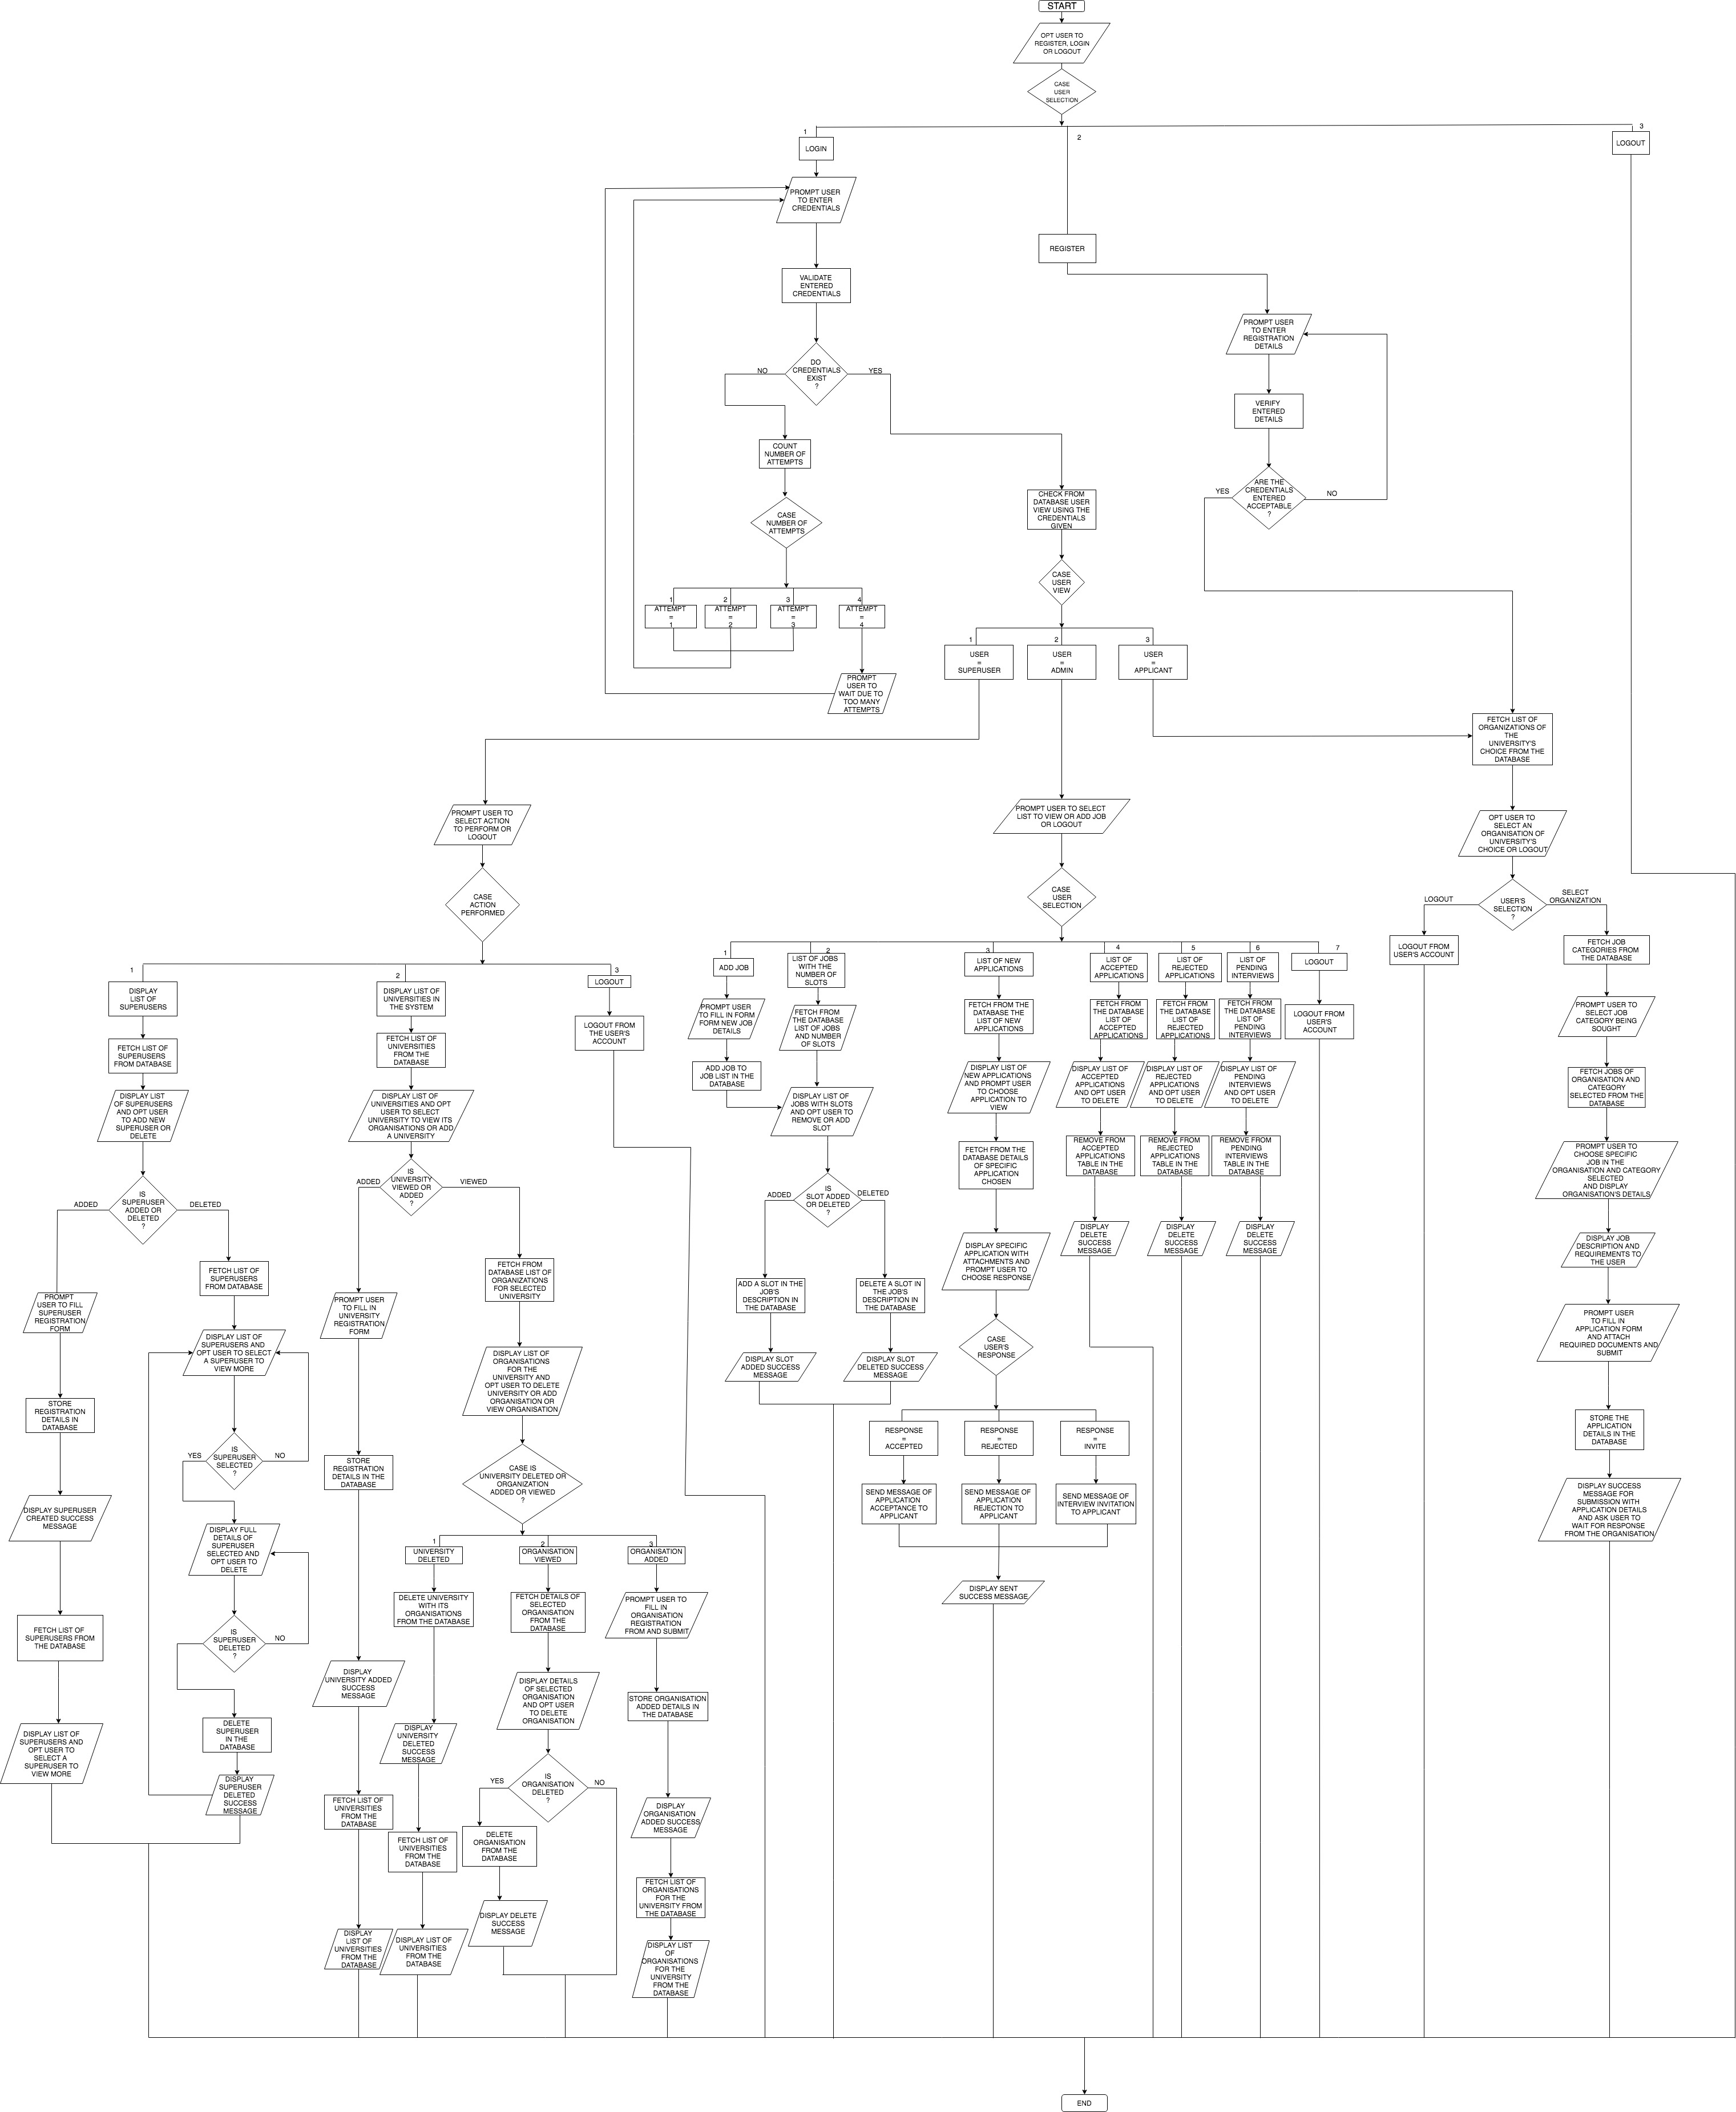 START
OPT USER TO
REGISTER, LOGIN
OR LOGOUT
CASE
USER
SELECTION
1
2
3
LOGIN
LOGOUT
PROMPT USER
TO ENTER
CREDENTIALS
REGISTER
VALIDATE
ENTERED
CREDENTIALS
PROMPT USER
TO ENTER
REGISTRATION
DETAILS
DO
CREDENTIALS
EXIST
?
NO
YES
VERIFY
ENTERED
DETAILS
COUNT
NUMBER OF
ATTEMPTS
ARE THE
CREDENTIALS
ENTERED
ACCEPTABLE
?
YES
NO
CHECK FROM
DATABASE USER
VIEW USING THE
CREDENTIALS
GIVEN
CASE
NUMBER OF
ATTEMPTS
CASE
USER
VIEW
1
ATTEMPT
=
1
2
ATTEMPT
=
2
3
ATTEMPT
=
3
4
ATTEMPT
=
4
1
USER
=
SUPERUSER
2
USER
=
ADMIN
3
USER
=
APPLICANT
PROMPT
USER TO
WAIT DUE TO
TOO MANY
ATTEMPTS
FETCH LIST OF
ORGANIZATIONS OF
THE
UNIVERSITY'S
CHOICE FROM THE
DATABASE
PROMPT USER TO
SELECT ACTION
TO PERFORM OR
LOGOUT
PROMPT USER TO SELECT
LIST TO VIEW OR ADD JOB
OR LOGOUT
OPT USER TO
SELECT AN
ORGANISATION OF
UNIVERSITY'S
CHOICE OR LOGOUT
CASE
ACTION
PERFORMED
CASE
USER
SELECTION
USER'S
SELECTION
?
LOGOUT
SELECT
ORGANIZATION
1
DISPLAY
LIST OF
SUPERUSERS
2
DISPLAY LIST OF
UNIVERSITIES IN
THE SYSTEM
3
LOGOUT
1
ADD JOB
2
LIST OF JOBS
WITH THE
NUMBER OF
SLOTS
3
LIST OF NEW
APPLICATIONS
4
LIST OF
ACCEPTED
APPLICATIONS
5
LIST OF
REJECTED
APPLICATIONS
6
LIST OF
PENDING
INTERVIEWS
7
LOGOUT
LOGOUT FROM
USER'S ACCOUNT
FETCH JOB
CATEGORIES FROM
THE DATABASE
FETCH LIST OF
SUPERUSERS
FROM DATABASE
FETCH LIST OF
UNIVERSITIES
FROM THE
DATABASE
LOGOUT FROM
THE USER'S
ACCOUNT
PROMPT USER
TO FILL IN FORM
FORM NEW JOB
DETAILS
FETCH FROM
THE DATABASE
LIST OF JOBS
AND NUMBER
OF SLOTS
FETCH FROM THE
DATABASE THE
LIST OF NEW
APPLICATIONS
FETCH FROM
THE DATABASE
LIST OF
ACCEPTED
APPLICATIONS
FETCH FROM
THE DATABASE
LIST OF
REJECTED
APPLICATIONS
FETCH FROM
THE DATABASE
LIST OF
PENDING
INTERVIEWS
LOGOUT FROM
USER'S
ACCOUNT
PROMPT USER TO
SELECT JOB
CATEGORY BEING
SOUGHT
DISPLAY LIST
OF SUPERUSERS
AND OPT USER
TO ADD NEW
SUPERUSER OR
DELETE
DISPLAY LIST OF
UNIVERSITIES AND OPT
USER TO SELECT
UNIVERSITY TO VIEW ITS
ORGANISATIONS OR ADD
A UNIVERSITY
ADD JOB TO
JOB LIST IN THE
DATABASE
DISPLAY LIST OF
JOBS WITH SLOTS
AND OPT USER TO
REMOVE OR ADD
SLOT
DISPLAY LIST OF
NEW APPLICATIONS
AND PROMPT USER
TO CHOOSE
APPLICATION TO
VIEW
DISPLAY LIST OF
ACCEPTED
APPLICATIONS
AND OPT USER
TO DELETE
DISPLAY LIST OF
REJECTED
APPLICATIONS
AND OPT USER
TO DELETE
DISPLAY LIST OF
PENDING
INTERVIEWS
AND OPT USER
TO DELETE
FETCH JOBS OF
ORGANISATION AND
CATEGORY
SELECTED FROM THE
DATABASE
IS
SUPERUSER
ADDED OR
DELETED
?
ADDED
DELETED
IS
UNIVERSITY
VIEWED OR
ADDED
?
ADDED
VIEWED
IS
SLOT ADDED
OR DELETED
?
ADDED
DELETED
FETCH FROM THE
DATABASE DETAILS
OF SPECIFIC
APPLICATION
CHOSEN
REMOVE FROM
ACCEPTED
APPLICATIONS
TABLE IN THE
DATABASE
REMOVE FROM
REJECTED
APPLICATIONS
TABLE IN THE
DATABASE
REMOVE FROM
PENDING
INTERVIEWS
TABLE IN THE
DATABASE
PROMPT USER TO
CHOOSE SPECIFIC
JOB IN THE
ORGANISATION AND CATEGORY
SELECTED
AND DISPLAY
ORGANISATION'S DETAILS
FETCH LIST OF
SUPERUSERS
FROM DATABASE
FETCH FROM
DATABASE LIST OF
ORGANIZATIONS
FOR SELECTED
UNIVERSITY
ADD A SLOT IN THE
JOB'S
DESCRIPTION IN
THE DATABASE
DELETE A SLOT IN
THE JOB'S
DESCRIPTION IN
THE DATABASE
DISPLAY SPECIFIC
APPLICATION WITH
ATTACHMENTS AND
PROMPT USER TO
CHOOSE RESPONSE
DISPLAY
DELETE
SUCCESS
MESSAGE
DISPLAY
DELETE
SUCCESS
MESSAGE
DISPLAY
DELETE
SUCCESS
MESSAGE
DISPLAY JOB
DESCRIPTION AND
REQUIREMENTS TO
THE USER
PROMPT
USER TO FILL
SUPERUSER
REGISTRATION
FORM
DISPLAY LIST OF
SUPERUSERS AND
OPT USER TO SELECT
A SUPERUSER TO
VIEW MORE
PROMPT USER
TO FILL IN
UNIVERSITY
REGISTRATION
FORM
DISPLAY LIST OF
ORGANISATIONS
FOR THE
UNIVERSITY AND
OPT USER TO DELETE
UNIVERSITY OR ADD
ORGANISATION OR
VIEW ORGANISATION
DISPLAY SLOT
ADDED SUCCESS
MESSAGE
DISPLAY SLOT
DELETED SUCCESS
MESSAGE
CASE
USER'S
RESPONSE
PROMPT USER
TO FILL IN
APPLICATION FORM
AND ATTACH
REQUIRED DOCUMENTS AND
SUBMIT
STORE
REGISTRATION
DETAILS IN
DATABASE
IS
SUPERUSER
SELECTED
?
YES
NO
STORE
REGISTRATION
DETAILS IN THE
DATABASE
CASE IS
UNIVERSITY DELETED OR
ORGANIZATION
ADDED OR VIEWED
?
RESPONSE
=
ACCEPTED
RESPONSE
=
REJECTED
RESPONSE
=
INVITE
STORE THE
APPLICATION
DETAILS IN THE
DATABASE
SEND MESSAGE OF
APPLICATION
ACCEPTANCE TO
APPLICANT
SEND MESSAGE OF
APPLICATION
REJECTION TO
APPLICANT
SEND MESSAGE OF
INTERVIEW INVITATION
TO APPLICANT
DISPLAY SUCCESS
MESSAGE FOR
SUBMISSION WITH
APPLICATION DETAILS
AND ASK USER TO
WAIT FOR RESPONSE
FROM THE ORGANISATION
DISPLAY SUPERUSER
CREATED SUCCESS
MESSAGE
DISPLAY FULL
DETAILS OF
SUPERUSER
SELECTED AND
OPT USER TO
DELETE
1
UNIVERSITY
DELETED
2
ORGANISATION
VIEWED
3
ORGANISATION
ADDED
DISPLAY SENT
SUCCESS MESSAGE
FETCH LIST OF
SUPERUSERS FROM
THE DATABASE
IS
SUPERUSER
DELETED
?
NO
DELETE UNIVERSITY
WITH ITS
ORGANISATIONS
FROM THE DATABASE
FETCH DETAILS OF
SELECTED
ORGANISATION
FROM THE
DATABASE
PROMPT USER TO
FILL IN
ORGANISATION
REGISTRATION
FROM AND SUBMIT
DISPLAY
UNIVERSITY ADDED
SUCCESS
MESSAGE
DISPLAY DETAILS
OF SELECTED
ORGANISATION
AND OPT USER
TO DELETE
ORGANISATION
STORE ORGANISATION
ADDED DETAILS IN
THE DATABASE
DISPLAY LIST OF
SUPERUSERS AND
OPT USER TO
SELECT A
SUPERUSER TO
VIEW MORE
DELETE
SUPERUSER
IN THE
DATABASE
DISPLAY
UNIVERSITY
DELETED
SUCCESS
MESSAGE
DISPLAY
SUPERUSER
DELETED
SUCCESS
MESSAGE
IS
ORGANISATION
DELETED
?
YES
NO
FETCH LIST OF
UNIVERSITIES
FROM THE
DATABASE
DISPLAY
ORGANISATION
ADDED SUCCESS
MESSAGE
FETCH LIST OF
UNIVERSITIES
FROM THE
DATABASE
DELETE
ORGANISATION
FROM THE
DATABASE
FETCH LIST OF
ORGANISATIONS
FOR THE
UNIVERSITY FROM
THE DATABASE
DISPLAY DELETE
SUCCESS
MESSAGE
DISPLAY
LIST OF
UNIVERSITIES
FROM THE
DATABASE
DISPLAY LIST OF
UNIVERSITIES
FROM THE
DATABASE
DISPLAY LIST
OF
ORGANISATIONS
FOR THE
UNIVERSITY
FROM THE
DATABASE
END